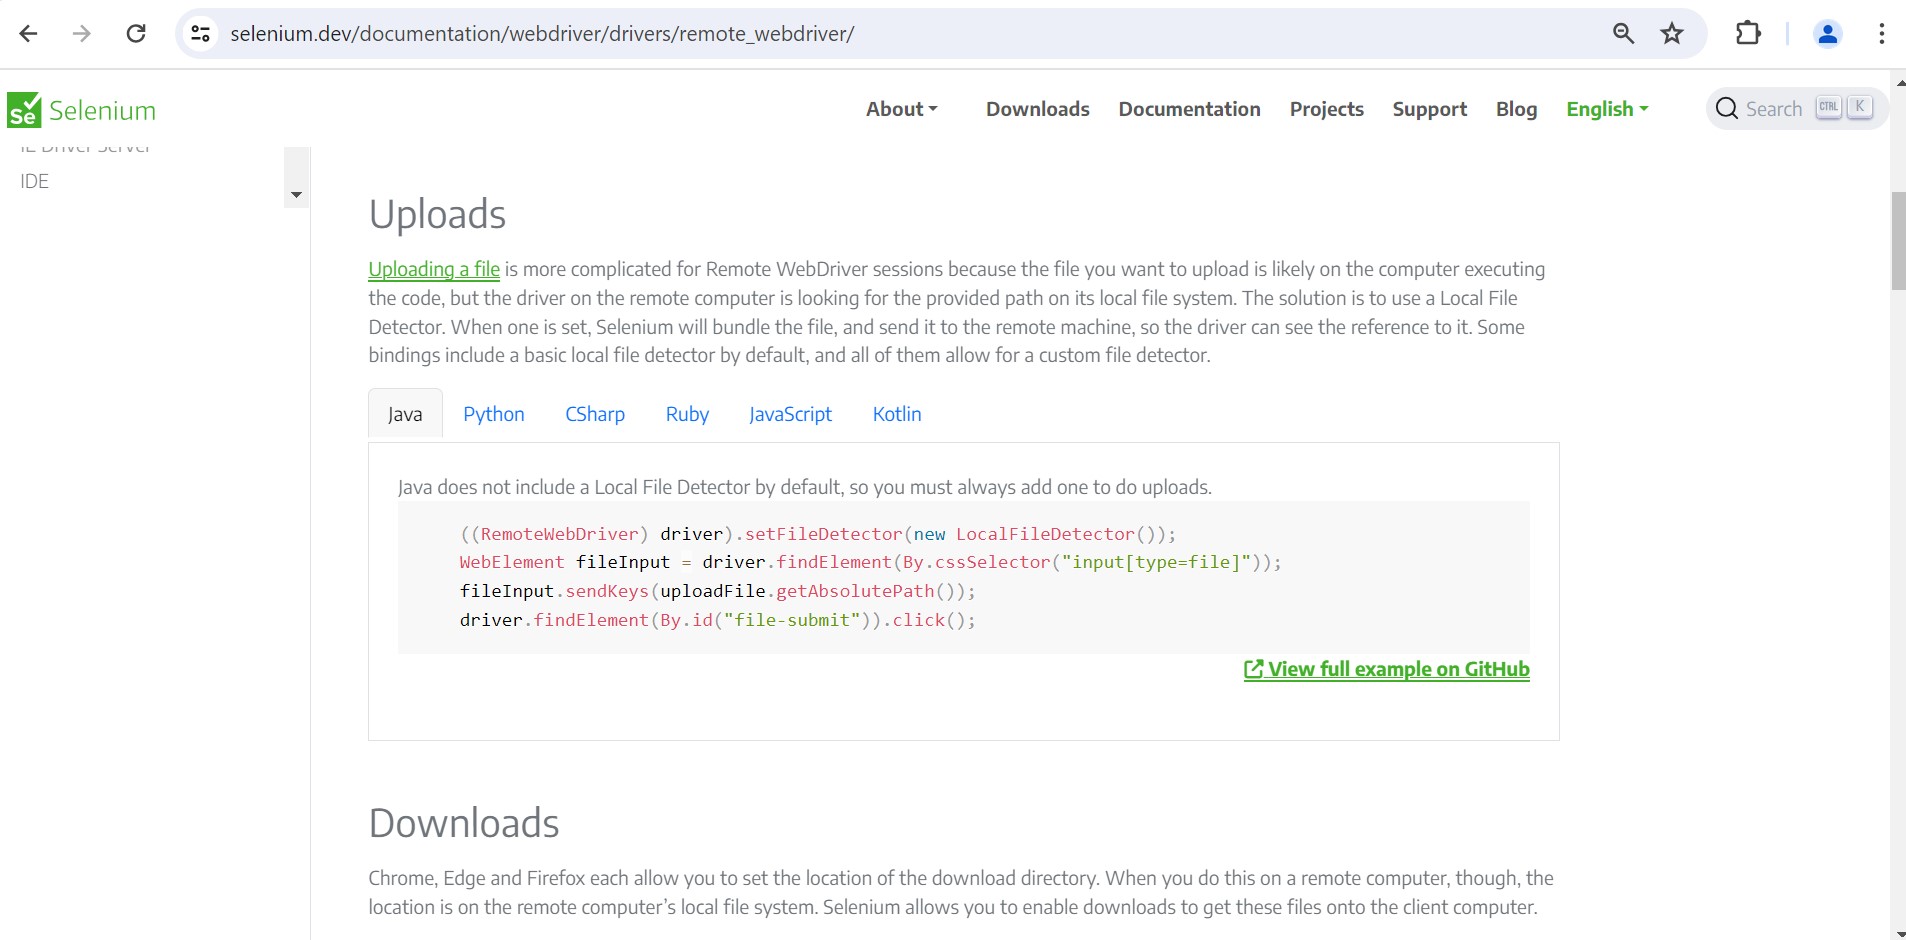 selenium.dev/documentation/webdriver/drivers/remote_webdriver/
Se Selenium
About
Downloads
Documentation
Projects
Support
Blog
English
Search CTRL K
IE Driver Server
IDE
Uploads
Uploading a file is more complicated for Remote WebDriver sessions because the file you want to upload is likely on the computer executing
the code, but the driver on the remote computer is looking for the provided path on its local file system. The solution is to use a Local File
Detector. When one is set, Selenium will bundle the file, and send it to the remote machine, so the driver can see the reference to it. Some
bindings include a basic local file detector by default, and all of them allow for a custom file detector.
Java Python CSharp Ruby JavaScript Kotlin
Java does not include a Local File Detector by default, so you must always add one to do uploads.
((RemoteWebDriver) driver).setFileDetector(new LocalFileDetector());
WebElement fileInput = driver.findElement(By.cssSelector("input[type=file]"));
fileInput.sendKeys(uploadFile.getAbsolutePath());
driver.findElement(By.id("file-submit")).click();
View full example on GitHub
Downloads
Chrome, Edge and Firefox each allow you to set the location of the download directory. When you do this on a remote computer, though, the
location is on the remote computer’s local file system. Selenium allows you to enable downloads to get these files onto the client computer.